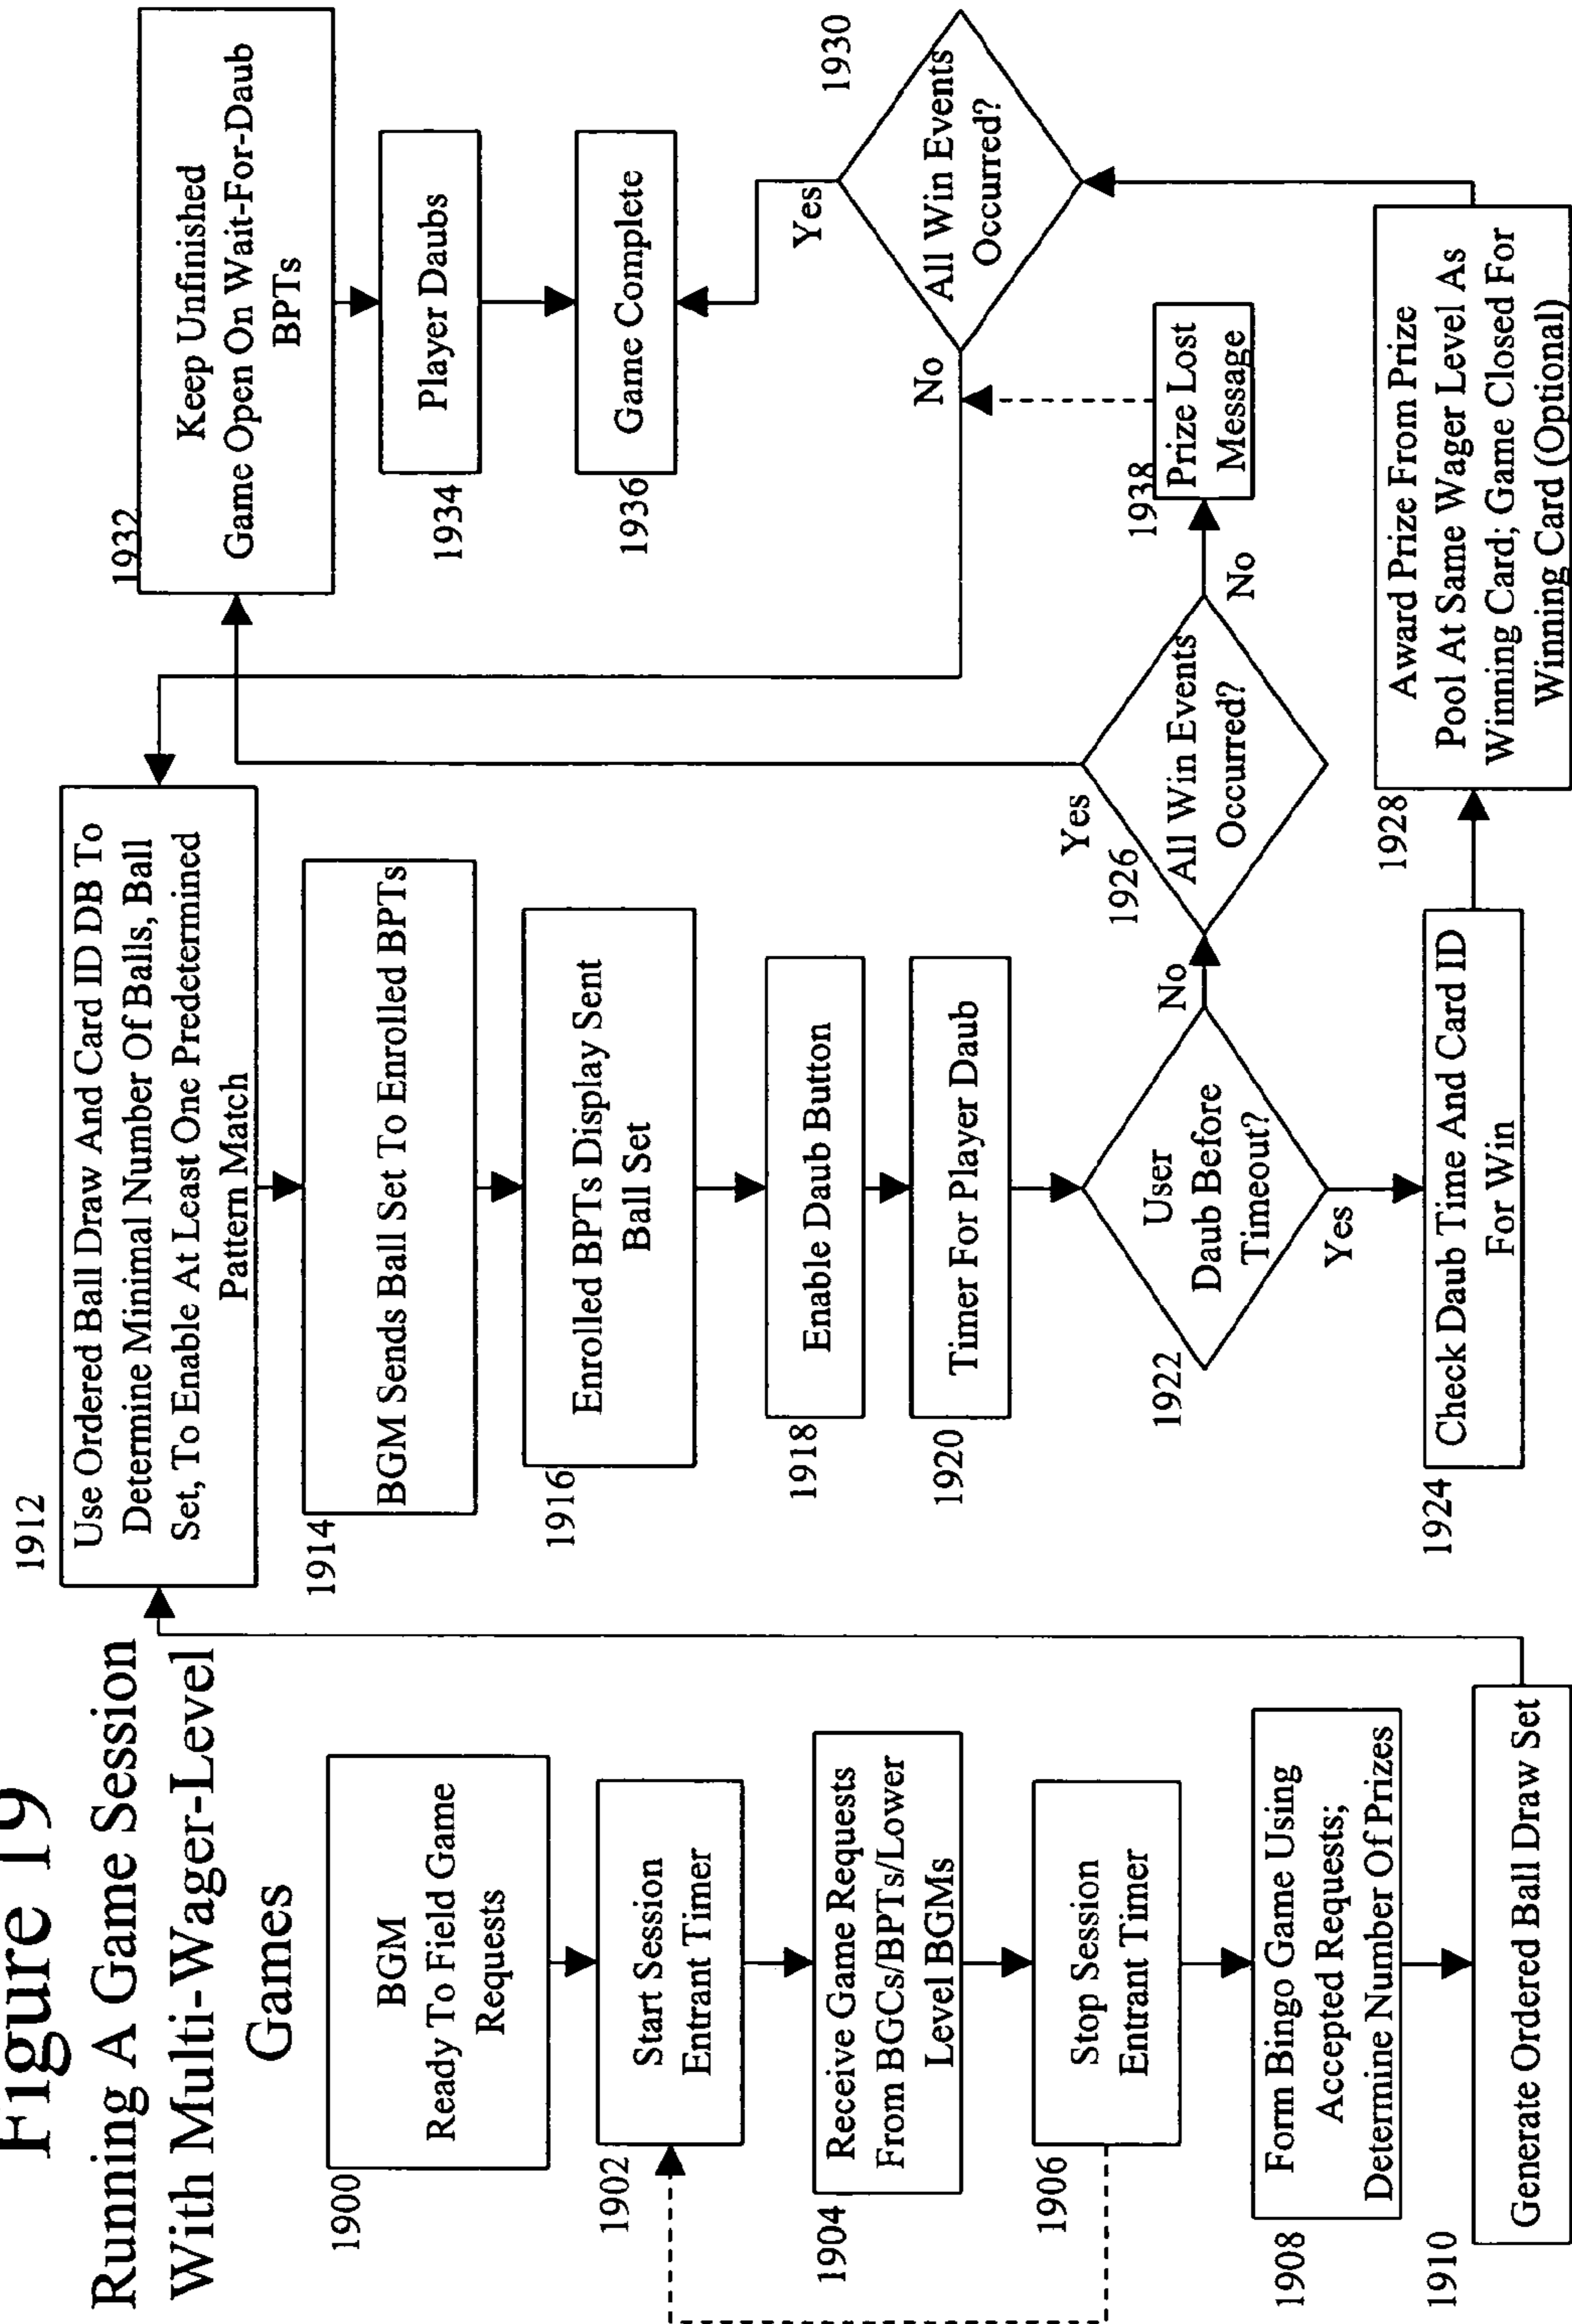 Figure 19
Running A Game Session
With Multi-Wager-Level
Games
1900
BGM
Ready To Field Game
Requests
1902
Start Session
Entrant Timer
1904
Receive Game Requests
From BGCs/BPTs/Lower
Level BGMs
1906
Stop Session
Entrant Timer
1908
Form Bingo Game Using
Accepted Requests;
Determine Number Of Prizes
1910
Generate Ordered Ball Draw Set
1912
Use Ordered Ball Draw And Card ID DB To
Determine Minimal Number Of Balls, Ball
Set, To Enable At Least One Predetermined
Pattern Match
1914
BGM Sends Ball Set To Enrolled BPTs
1916
Enrolled BPTs Display Sent
Ball Set
1918
Enable Daub Button
1920
Timer For Player Daub
1922
User
Daub Before
Timeout?
No
Yes
1924
Check Daub Time And Card ID
For Win
1926
All Win Events
Occurred?
Yes
No
1928
Award Prize From Prize
Pool At Same Wager Level As
Winning Card; Game Closed For
Winning Card (Optional)
1930
All Win Events
Occurred?
Yes
No
1932
Keep Unfinished
Game Open On Wait-For-Daub
BPTs
1934
Player Daubs
1936
Game Complete
1938
Prize Lost
Message